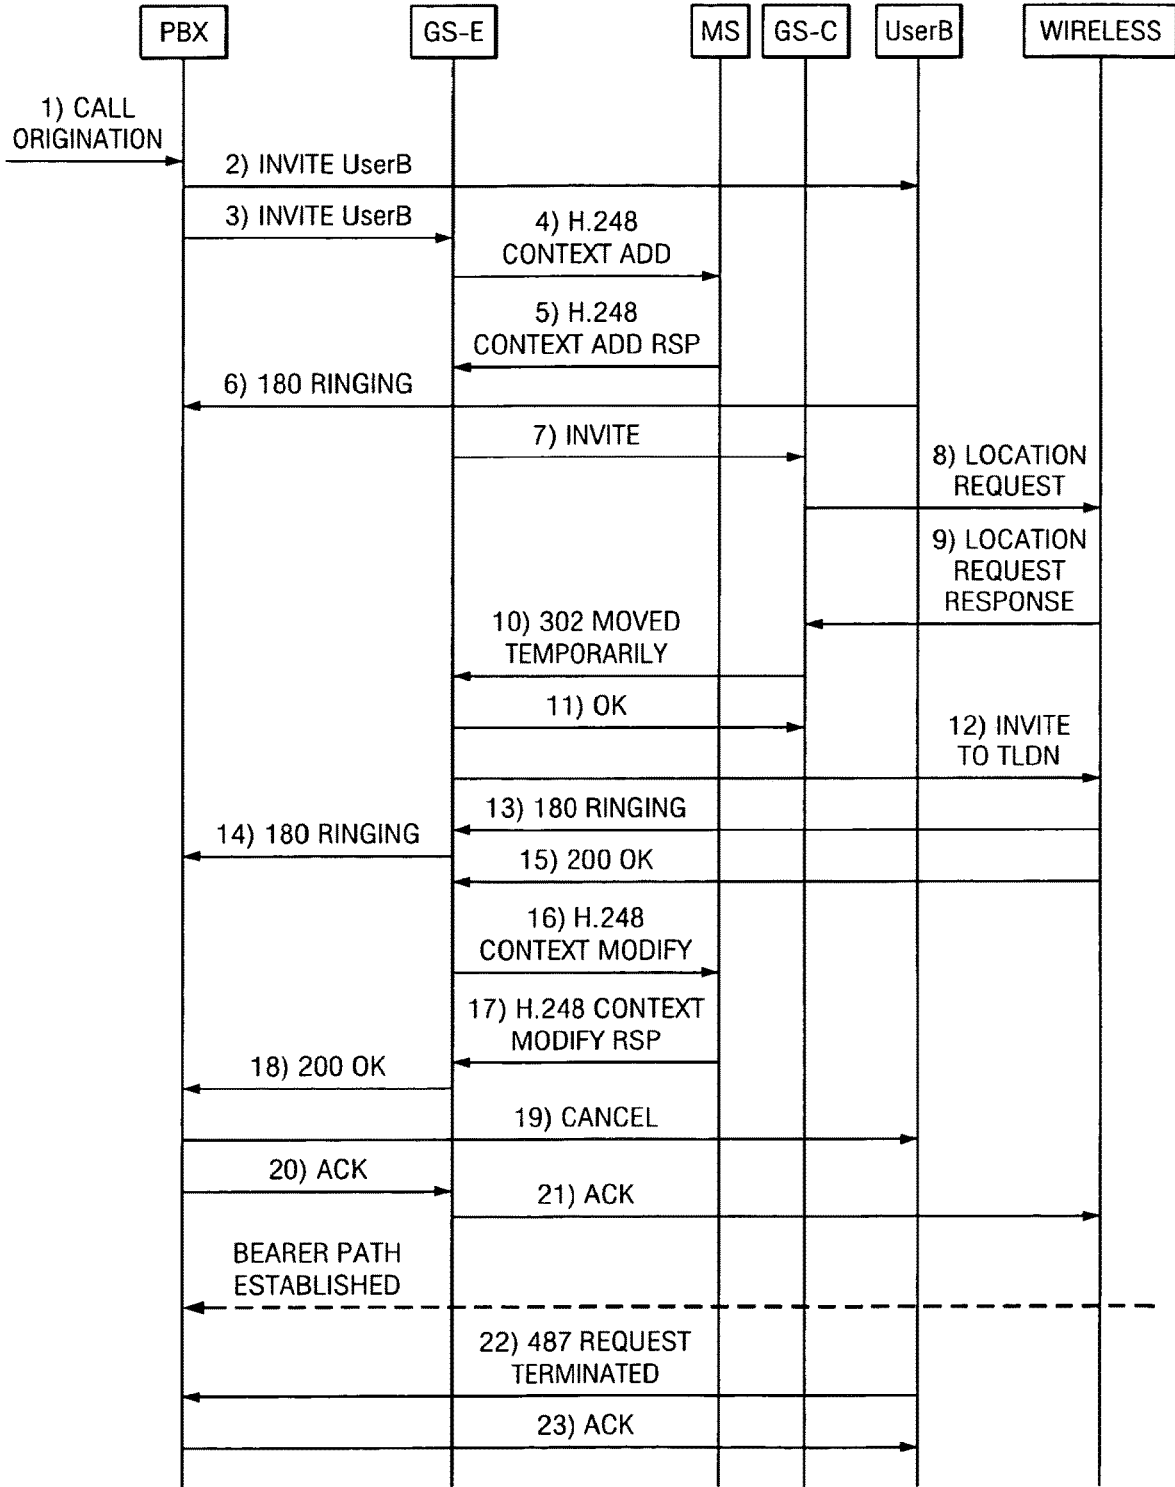 PBX
GS-E
MS
GS-C
UserB
WIRELESS
1) CALL
ORIGINATION
2) INVITE UserB
3) INVITE UserB
4) H.248
CONTEXT ADD
5) H.248
CONTEXT ADD RSP
6) 180 RINGING
7) INVITE
8) LOCATION
REQUEST
9) LOCATION
REQUEST
RESPONSE
10) 302 MOVED
TEMPORARILY
11) OK
12) INVITE
TO TLDN
13) 180 RINGING
14) 180 RINGING
15) 200 OK
16) H.248
CONTEXT MODIFY
17) H.248 CONTEXT
MODIFY RSP
18) 200 OK
19) CANCEL
20) ACK
21) ACK
BEARER PATH
ESTABLISHED
22) 487 REQUEST
TERMINATED
23) ACK